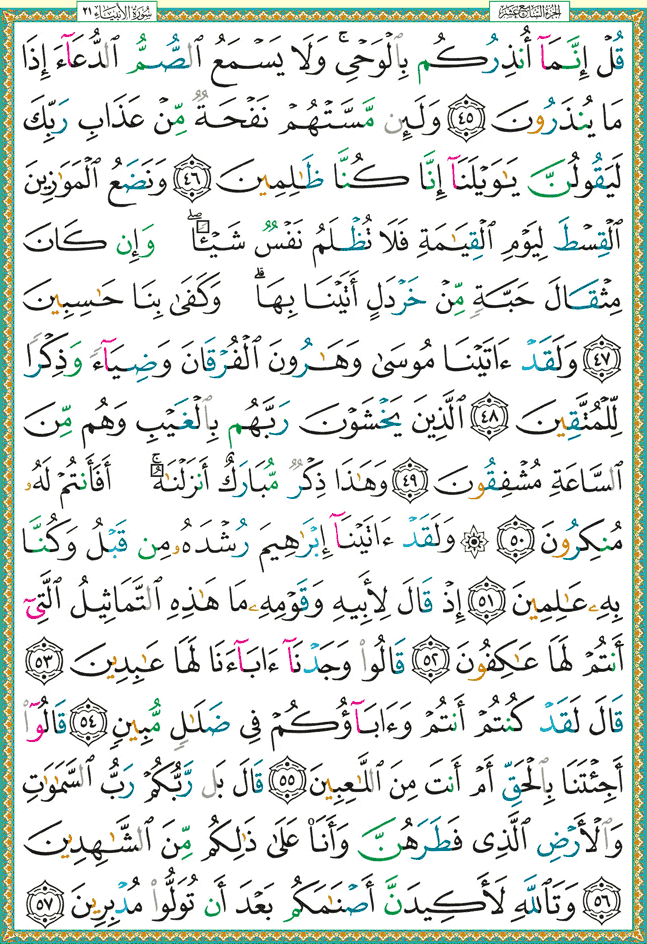 الجزء السابع عشر
سورة الأنبياء ٢١
قُلْ إِنَّمَآ أُنذِرُكُم بِٱلْوَحْىِ ۚ وَلَا يَسْمَعُ ٱلصُّمُّ ٱلدُّعَآءَ إِذَا
مَا يُنذَرُونَ ٤٥ وَلَئِن مَّسَّتْهُمْ نَفْحَةٌ مِّنْ عَذَابِ رَبِّكَ
لَيَقُولُنَّ يَٰوَيْلَنَآ إِنَّا كُنَّا ظَٰلِمِينَ ٤٦ وَنَضَعُ ٱلْمَوَٰزِينَ
ٱلْقِسْطَ لِيَوْمِ ٱلْقِيَٰمَةِ فَلَا تُظْلَمُ نَفْسٌ شَيْـًٔا ۖ وَإِن كَانَ
مِثْقَالَ حَبَّةٍ مِّنْ خَرْدَلٍ أَتَيْنَا بِهَا ۗ وَكَفَىٰ بِنَا حَٰسِبِينَ
٤٧ وَلَقَدْ ءَاتَيْنَا مُوسَىٰ وَهَٰرُونَ ٱلْفُرْقَانَ وَضِيَآءً وَذِكْرًا
لِّلْمُتَّقِينَ ٤٨ ٱلَّذِينَ يَخْشَوْنَ رَبَّهُم بِٱلْغَيْبِ وَهُم مِّنَ
ٱلسَّاعَةِ مُشْفِقُونَ ٤٩ وَهَٰذَا ذِكْرٌ مُّبَارَكٌ أَنزَلْنَٰهُ ۚ أَفَأَنتُمْ لَهُۥ
مُنكِرُونَ ٥٠ ۞ وَلَقَدْ ءَاتَيْنَآ إِبْرَٰهِيمَ رُشْدَهُۥ مِن قَبْلُ وَكُنَّا
بِهِۦ عَٰلِمِينَ ٥١ إِذْ قَالَ لِأَبِيهِ وَقَوْمِهِۦ مَا هَٰذِهِ ٱلتَّمَاثِيلُ ٱلَّتِىٓ
أَنتُمْ لَهَا عَٰكِفُونَ ٥٢ قَالُوا۟ وَجَدْنَآ ءَابَآءَنَا لَهَا عَٰبِدِينَ ٥٣
قَالَ لَقَدْ كُنتُمْ أَنتُمْ وَءَابَآؤُكُمْ فِى ضَلَٰلٍ مُّبِينٍ ٥٤ قَالُوٓا۟
أَجِئْتَنَا بِٱلْحَقِّ أَمْ أَنتَ مِنَ ٱللَّٰعِبِينَ ٥٥ قَالَ بَل رَّبُّكُمْ رَبُّ ٱلسَّمَٰوَٰتِ
وَٱلْأَرْضِ ٱلَّذِى فَطَرَهُنَّ وَأَنَا۠ عَلَىٰ ذَٰلِكُم مِّنَ ٱلشَّٰهِدِينَ
٥٦ وَتَٱللَّهِ لَأَكِيدَنَّ أَصْنَٰمَكُم بَعْدَ أَن تُوَلُّوا۟ مُدْبِرِينَ ٥٧